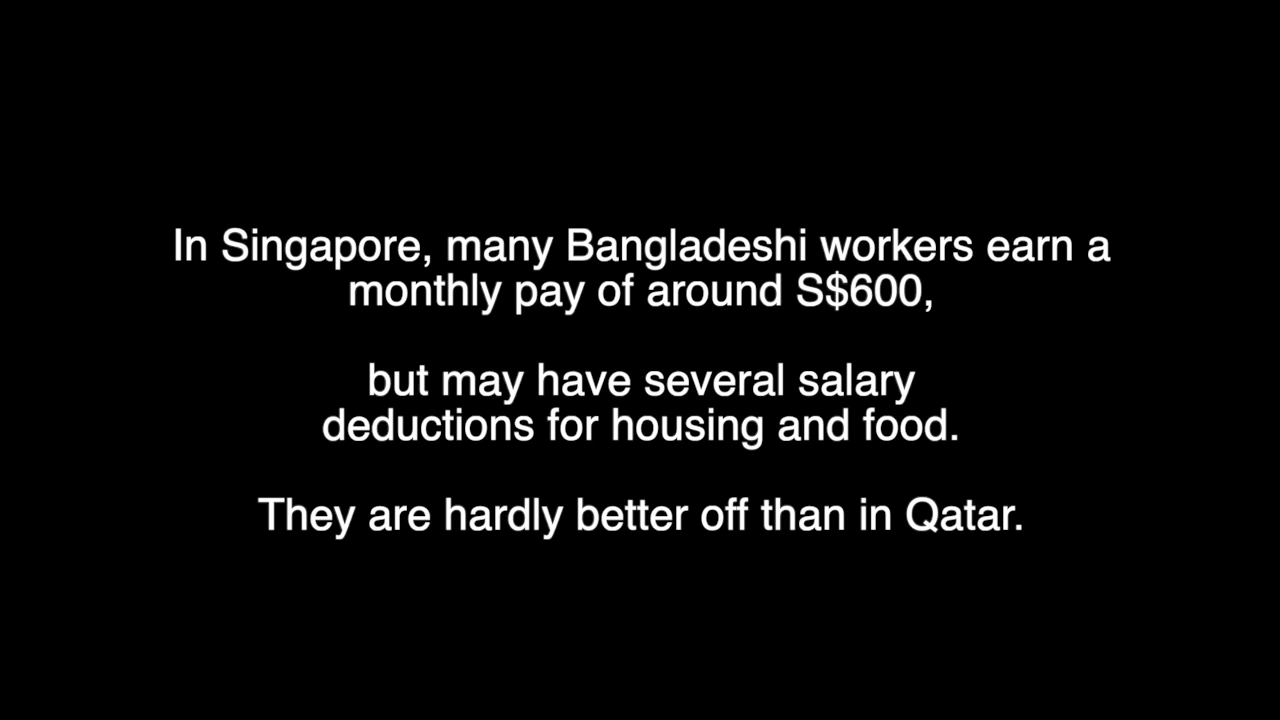 In Singapore, many Bangladeshi workers earn a
monthly pay of around S$600,
but may have several salary
deductions for housing and food.
They are hardly better off than in Qatar.